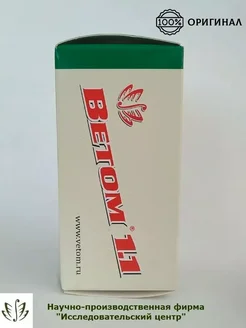 100%
ОРИГИНАЛ
ВЕТОМ® 1.1
www.vetom.ru
Научно-производственная фирма
"Исследовательский центр"